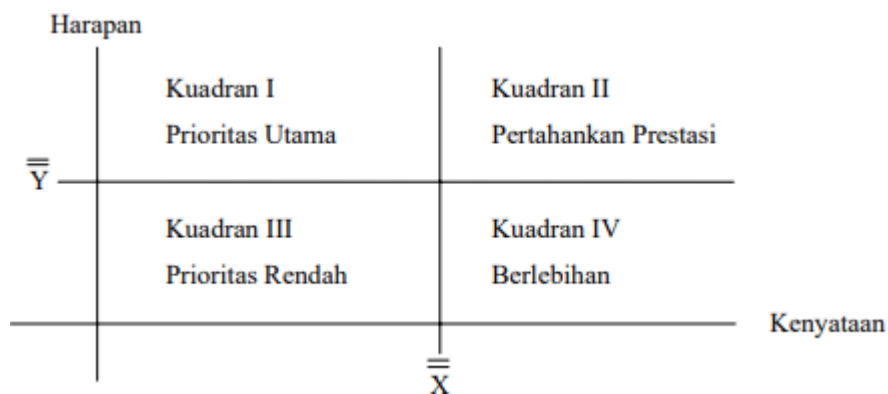 Harapan
Kuadran I
Prioritas Utama
Kuadran II
Pertahankan Prestasi
Y̿
Kuadran III
Prioritas Rendah
Kuadran IV
Berlebihan
Kenyataan
X̿